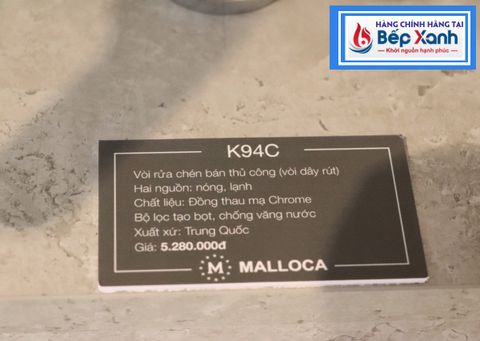 HÀNG CHÍNH HÃNG TẠI
Bếp Xanh
Khơi nguồn hạnh phúc
K94C
Vòi rửa chén bán thủ công (vòi dây rút)
Hai nguồn: nóng, lạnh
Chất liệu: Đồng thau mạ Chrome
Bộ lọc tạo bọt, chống văng nước
Xuất xứ: Trung Quốc
Giá: 5.280.000đ
M MALLOCA